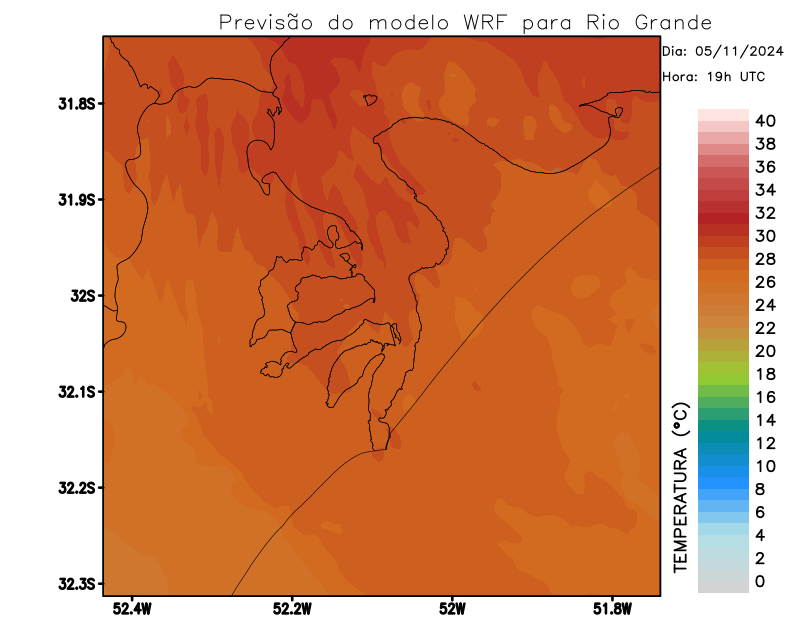 Previsão do modelo WRF para Rio Grande
Dia: 05/11/2024
Hora: 19h UTC
31.8S
31.9S
32S
32.1S
32.2S
32.3S
52.4W
52.2W
52W
51.8W
TEMPERATURA (°C)
40
38
36
34
32
30
28
26
24
22
20
18
16
14
12
10
8
6
4
2
0